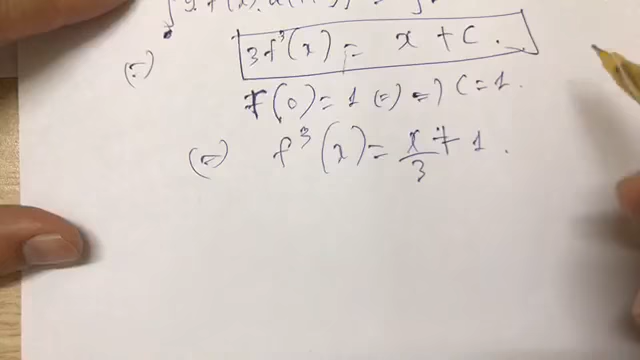 (=) 3f³(x) = x + C.
f(0) = 1 (=) =) C = 1.
(=) f³(x) = x/3 + 1.